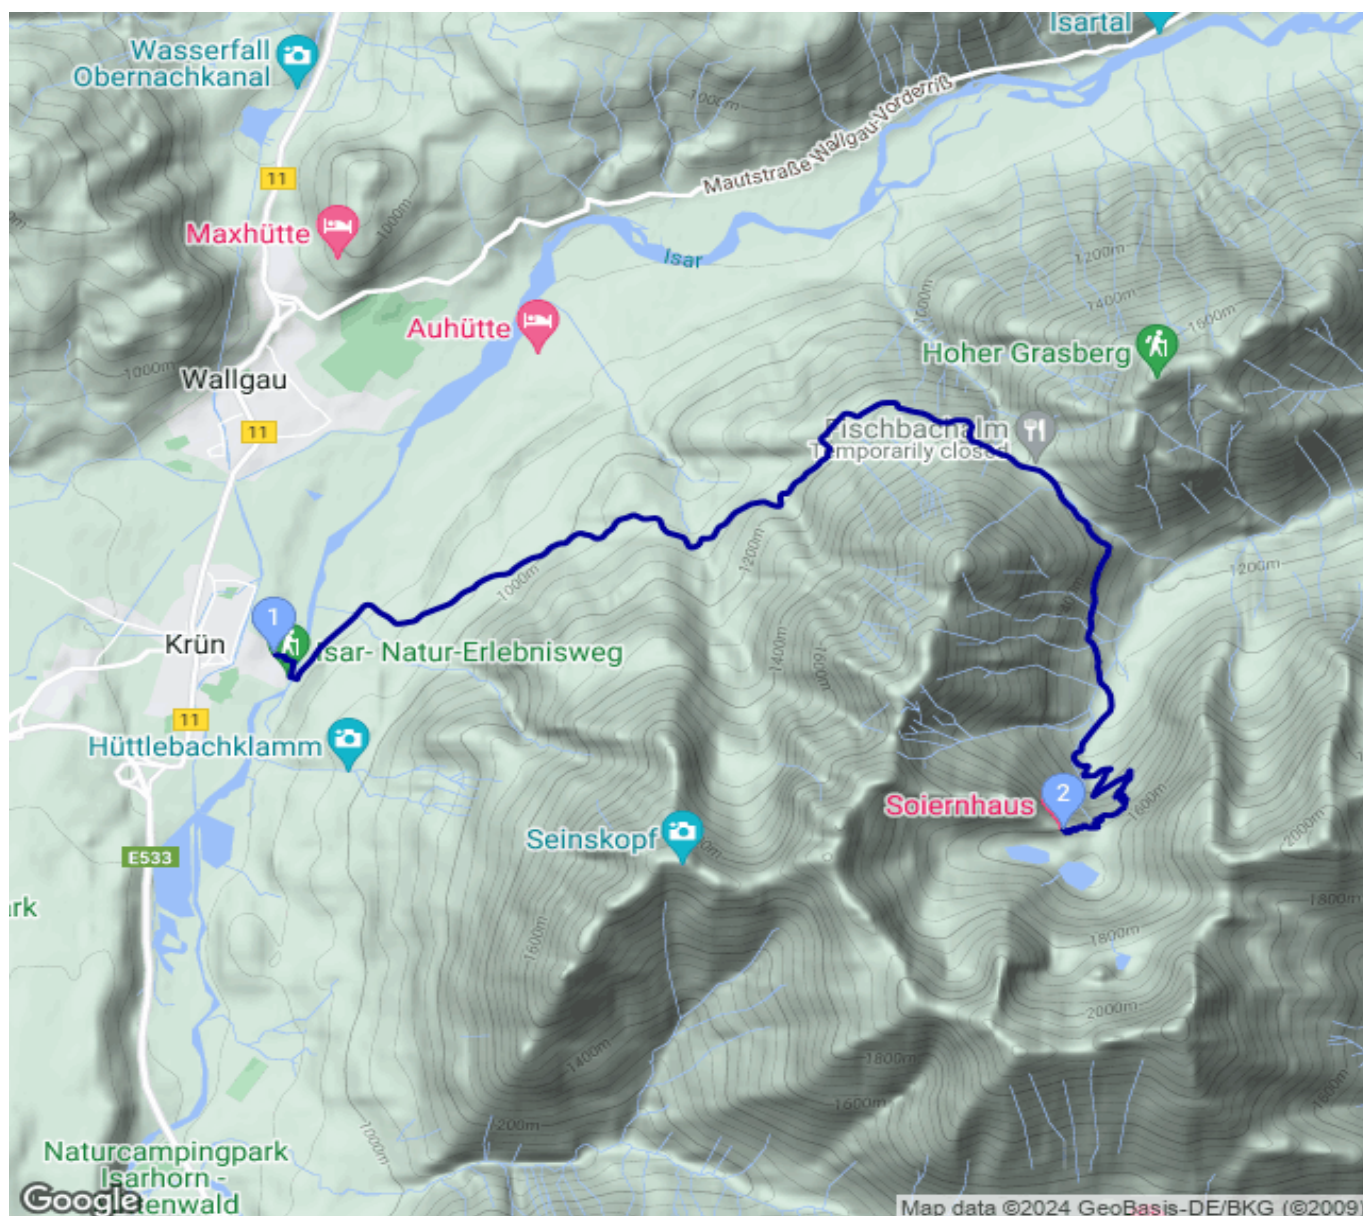 Isartal
Wasserfall
Obernachkanal
1000m
Mautstraße Wallgau-Vorderriß
11
1000m
Maxhütte
Isar
1200m
1000m
1400m
1600m
Auhütte
Hoher Grasberg
1000m
Wallgau
11
Fischbachalm
Temporarily closed
1200m
1200m
1000m
1400m
1600m
1
Krün
Isar- Natur-Erlebnisweg
11
Hüttlebachklamm
2
Soiernhaus
1600m
2000m
Seinskopf
E533
1800m
1600m
1800m
2000m
1400m
1800m
1600m
1600m
1000m
Naturcampingpark
Isarhorn -
Google
Map data ©2024 GeoBasis-DE/BKG (©2009)